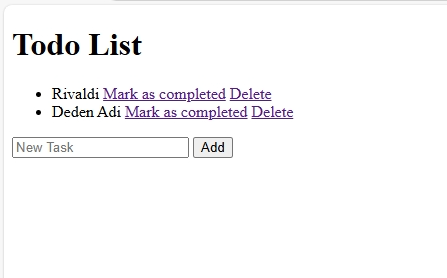 Todo List
Rivaldi Mark as completed Delete
Deden Adi Mark as completed Delete
New Task Add